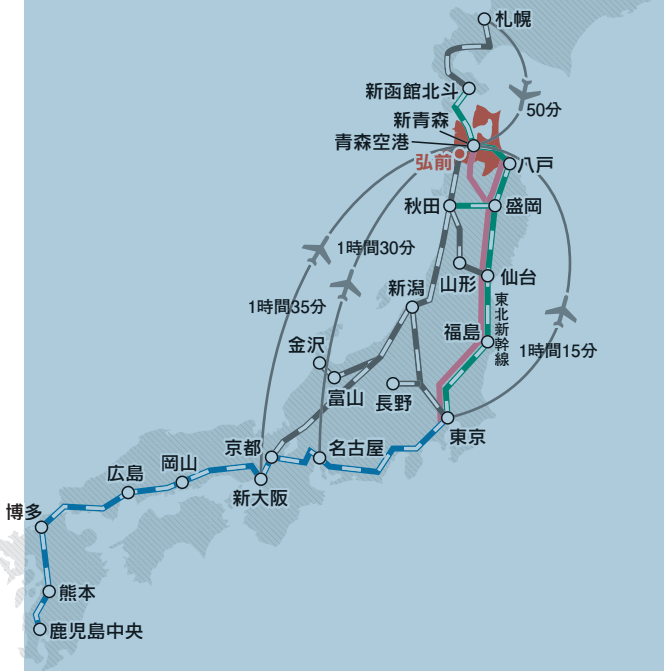 札幌
新函館北斗
50分
新青森
青森空港
弘前
八戸
秋田
盛岡
1時間30分
山形
仙台
新潟
1時間35分
東北新幹線
福島
金沢
1時間15分
富山
長野
東京
京都
名古屋
岡山
広島
新大阪
博多
熊本
鹿児島中央